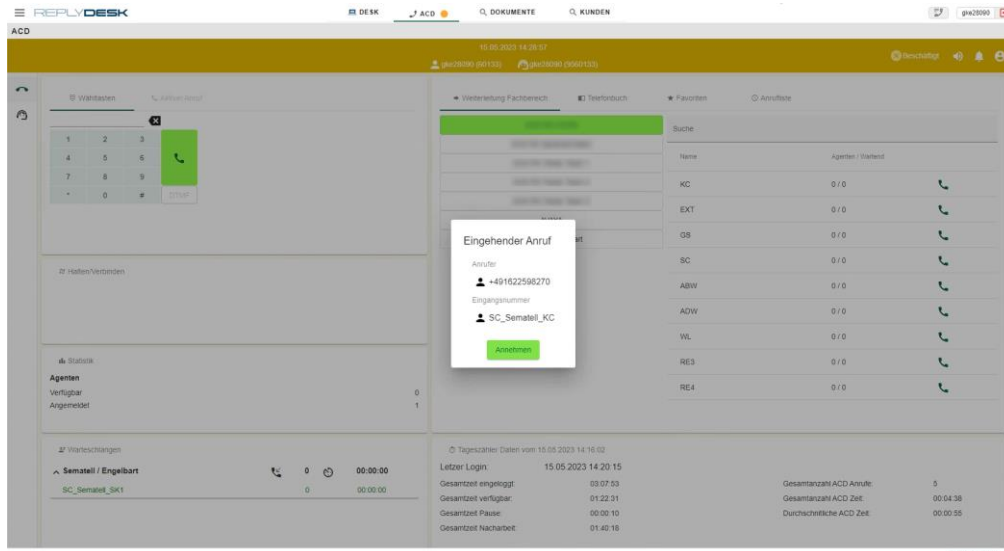 REPLYDESK
DESK
ACD
DOKUMENTE
KUNDEN
gke28090
ACD
15.05.2023 14:28:57
gke28090 (90133)
gke28090 (9060133)
Beschäftigt
Wähltasten
Aktiver Anruf
1 2 3
4 5 6
7 8 9
* 0 #
DTMF
Halten/Verbinden
Statistik
Agenten
Verfügbar 0
Angemeldet 1
Warteschlangen
Sematell / Engelbart 0 00:00:00
SC_Sematell_SK1 0 00:00:00
Weiterleitung Fachbereich
Telefonbuch
Favoriten
Anrufliste
Suche
Name Agenten / Wartend
KC 0 / 0
EXT 0 / 0
GS 0 / 0
SC 0 / 0
ABW 0 / 0
ADW 0 / 0
WL 0 / 0
RE3 0 / 0
RE4 0 / 0
Eingehender Anruf
Anrufer
+491622598270
Eingangsnummer
SC_Sematell_KC
Annehmen
Tageszähler Daten vom 15.05.2023 14:16:02
Letzer Login: 15.05.2023 14:20:15
Gesamtzeit eingeloggt: 03:07:53 Gesamtanzahl ACD Anrufe: 5
Gesamtzeit verfügbar: 01:22:31 Gesamtanzahl ACD Zeit: 00:04:38
Gesamtzeit Pause: 00:00:10 Durchschnittliche ACD Zeit: 00:00:55
Gesamtzeit Nacharbeit: 01:40:18